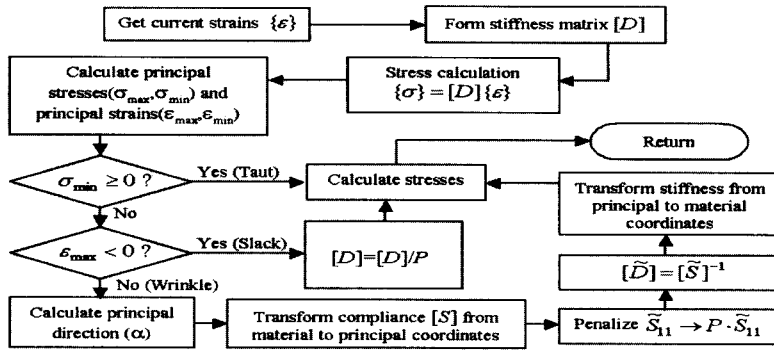 Get current strains {ε}
Form stiffness matrix [D]
Calculate principal
stresses(σmax,σmin) and
principal strains(εmax,εmin)
Stress calculation
{σ} = [D]{ε}
Return
σmin ≥ 0 ?
Yes (Taut)
Calculate stresses
Transform stiffness from
principal to material
coordinates
No
εmax < 0 ?
Yes (Slack)
[D]=[D]/P
[D̃] = [S̃]⁻¹
No (Wrinkle)
Calculate principal
direction (α)
Transform compliance [S] from
material to principal coordinates
Penalize S̃11 → P · S̃11